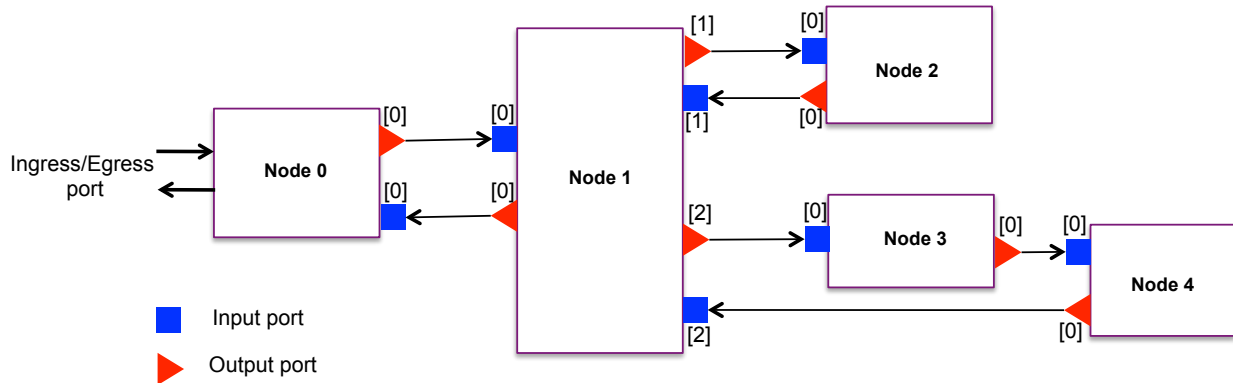 [1]
[0]
Node 2
[0]
[0]
[1]
[0]
Node 0
[0]
Node 1
Ingress/Egress
port
[0]
[0]
[2]
[0]
Node 3
[0]
[0]
Node 4
Input port
[2]
[0]
Output port